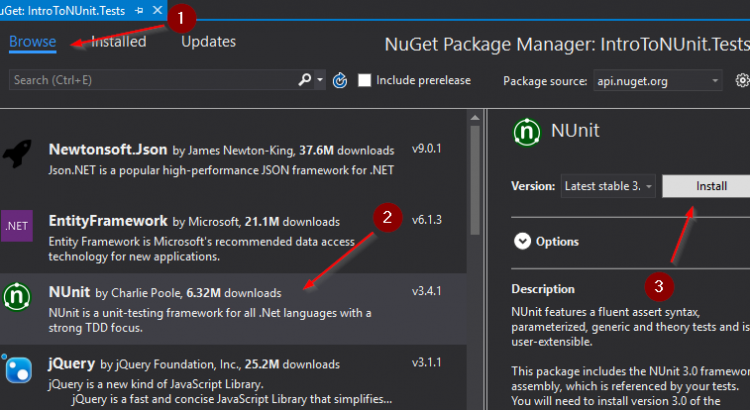 NuGet: IntroToNUnit.Tests
1
Browse Installed Updates
NuGet Package Manager: IntroToNUnit.Tests
Search (Ctrl+E)
Include prerelease
Package source: api.nuget.org
Newtonsoft.Json by James Newton-King, 37.6M downloads v9.0.1
Json.NET is a popular high-performance JSON framework for .NET
.NET
EntityFramework by Microsoft, 21.1M downloads v6.1.3
Entity Framework is Microsoft's recommended data access
technology for new applications.
2
n
NUnit by Charlie Poole, 6.32M downloads v3.4.1
NUnit is a unit-testing framework for all .Net languages with a
strong TDD focus.
jQuery by jQuery Foundation, Inc., 25.2M downloads v3.1.1
jQuery is a new kind of JavaScript Library.
jQuery is a fast and concise JavaScript Library that simplifies...
n
NUnit
Version: Latest stable 3. Install
3
Options
Description
NUnit features a fluent assert syntax,
parameterized, generic and theory tests and is
user-extensible.
This package includes the NUnit 3.0 framewor
assembly, which is referenced by your tests.
You will need to install version 3.0 of the